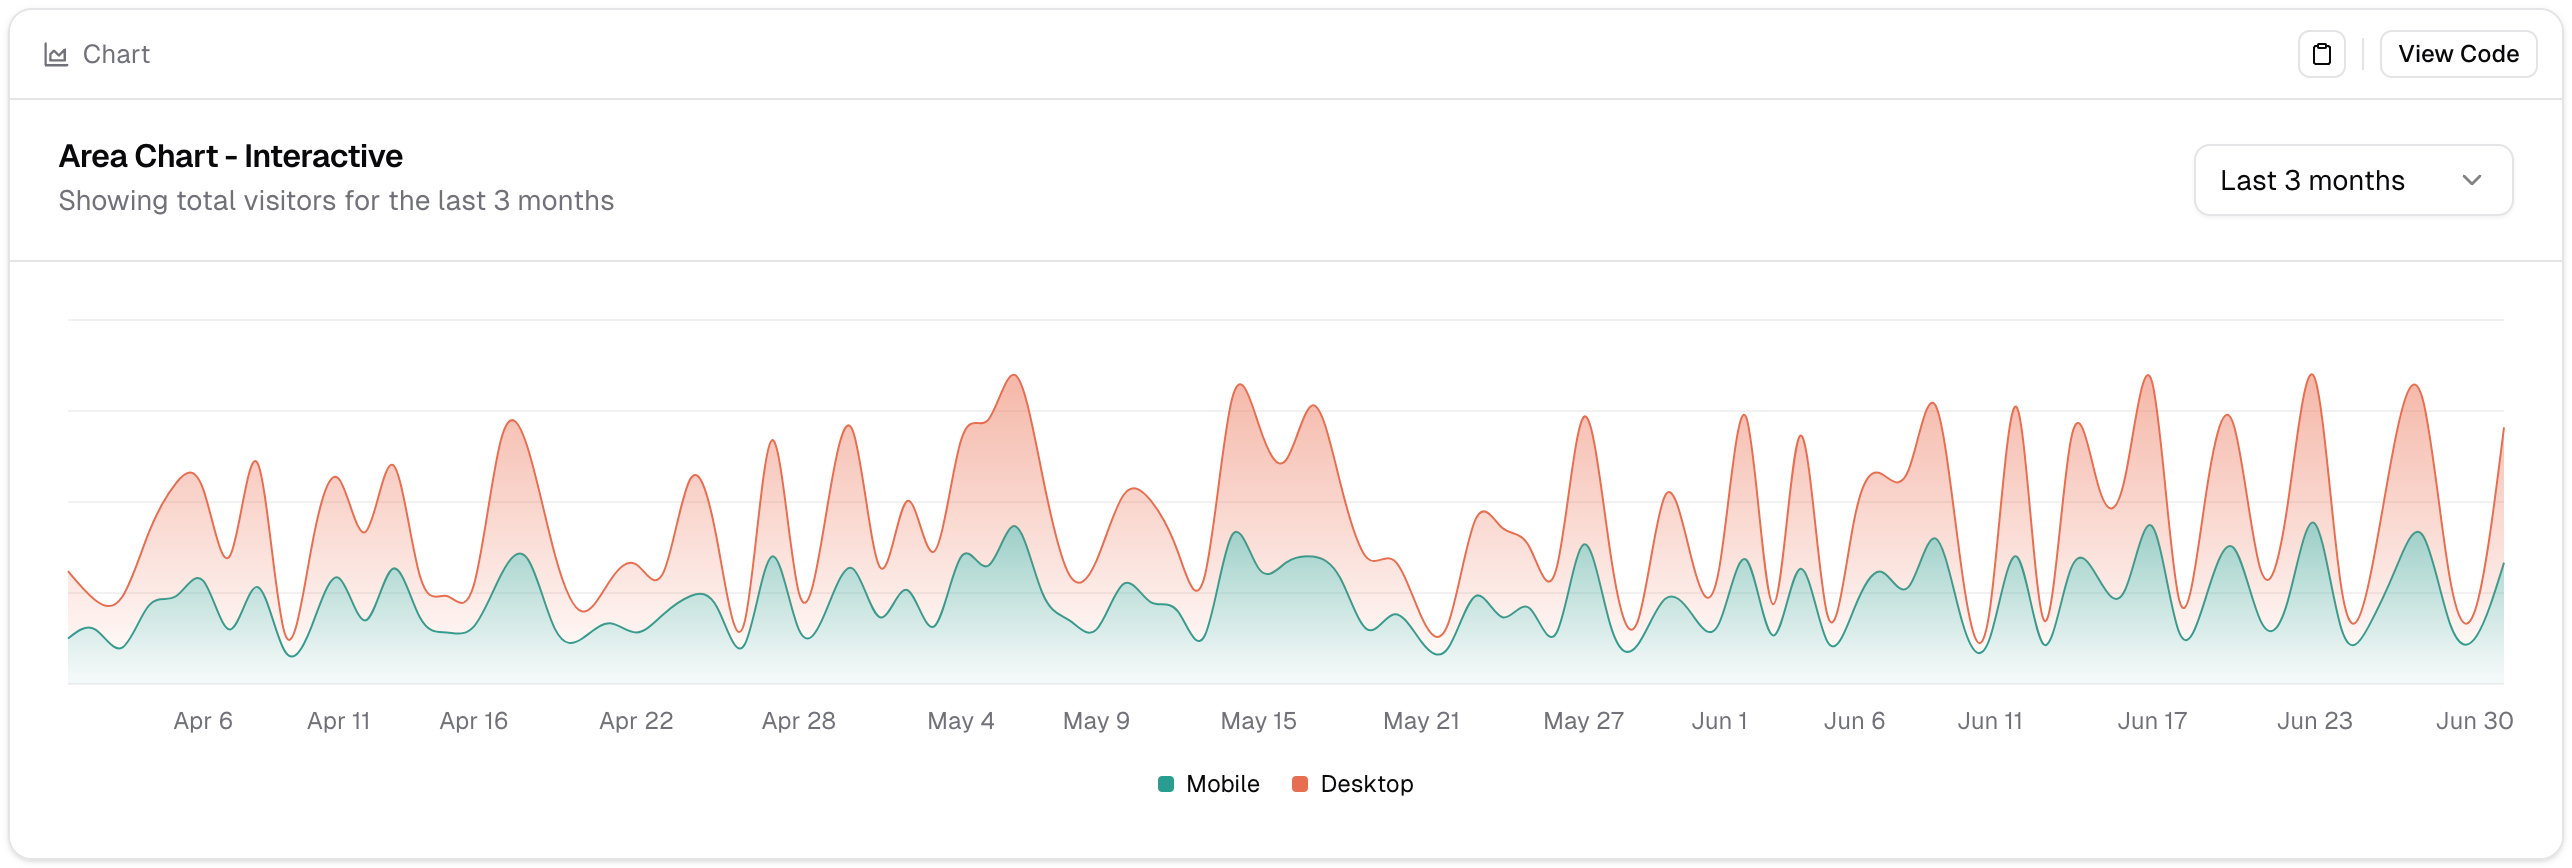 Chart
View Code
Area Chart - Interactive
Showing total visitors for the last 3 months
Last 3 months
Apr 6 Apr 11 Apr 16 Apr 22 Apr 28 May 4 May 9 May 15 May 21 May 27 Jun 1 Jun 6 Jun 11 Jun 17 Jun 23 Jun 30
Mobile Desktop